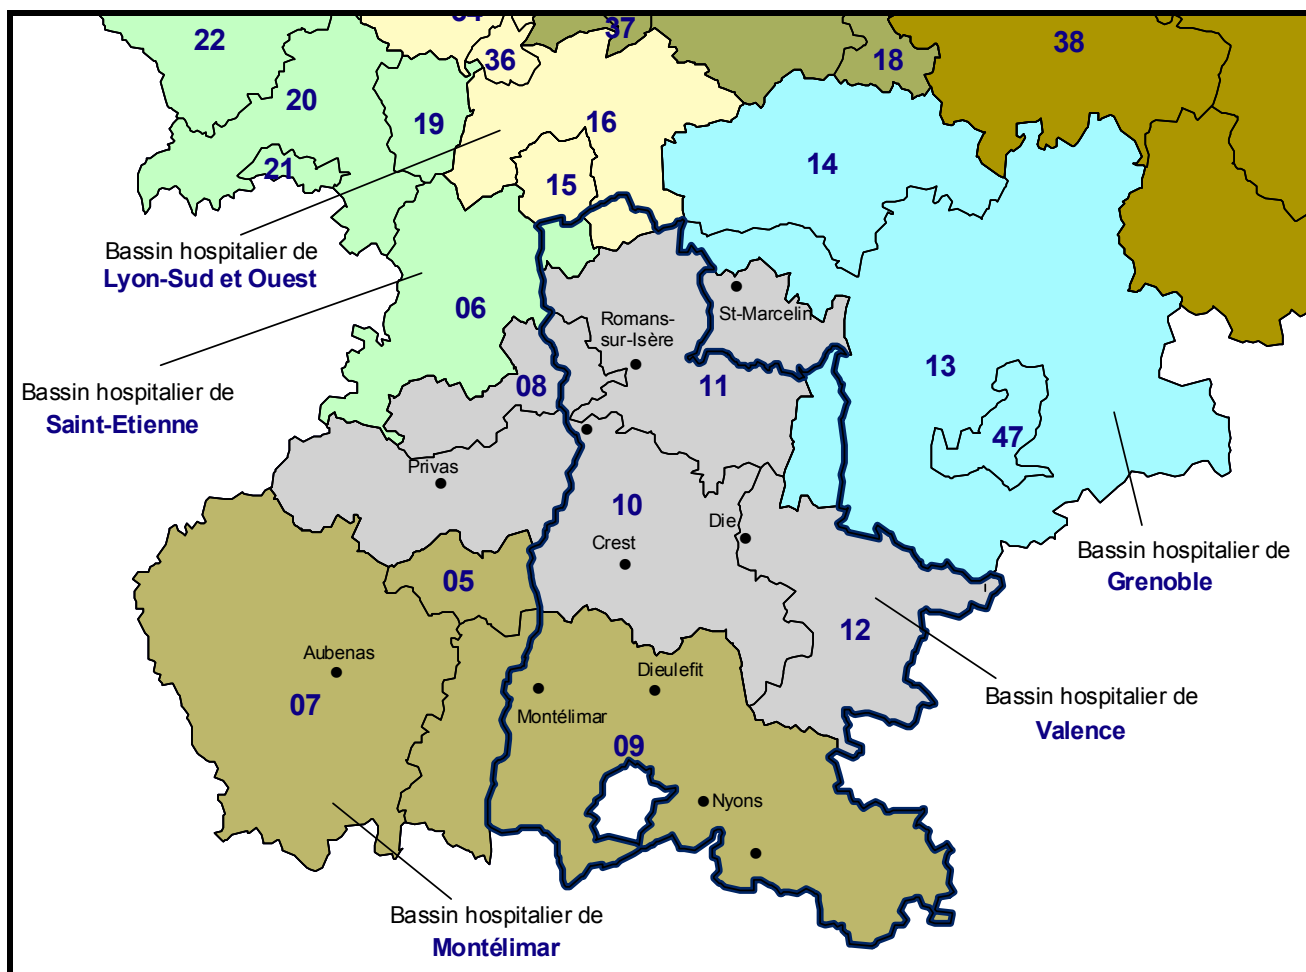 37
22
38
36
18
20
19
16
14
21
15
Bassin hospitalier de
Lyon-Sud et Ouest
06
St-Marcelin
Romans-
sur-Isère
13
08
11
Bassin hospitalier de
Saint-Etienne
47
Privas
10
Die
Crest
Bassin hospitalier de
Grenoble
05
12
Aubenas
07
Dieulefit
Montélimar
Bassin hospitalier de
Valence
09
Nyons
Bassin hospitalier de
Montélimar